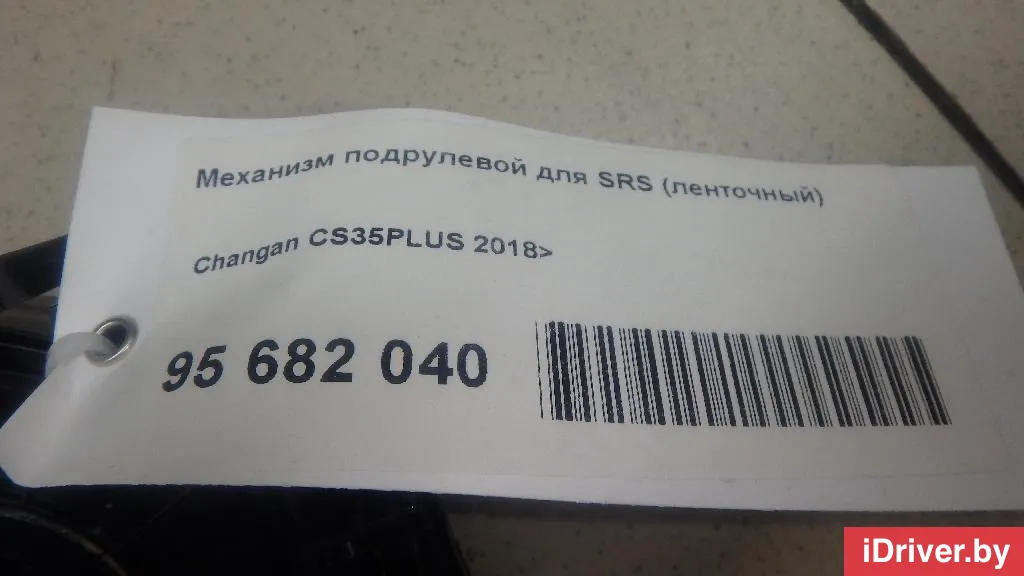 Механизм подрулевой для SRS (ленточный)
Changan CS35PLUS 2018>
95 682 040
iDriver.by